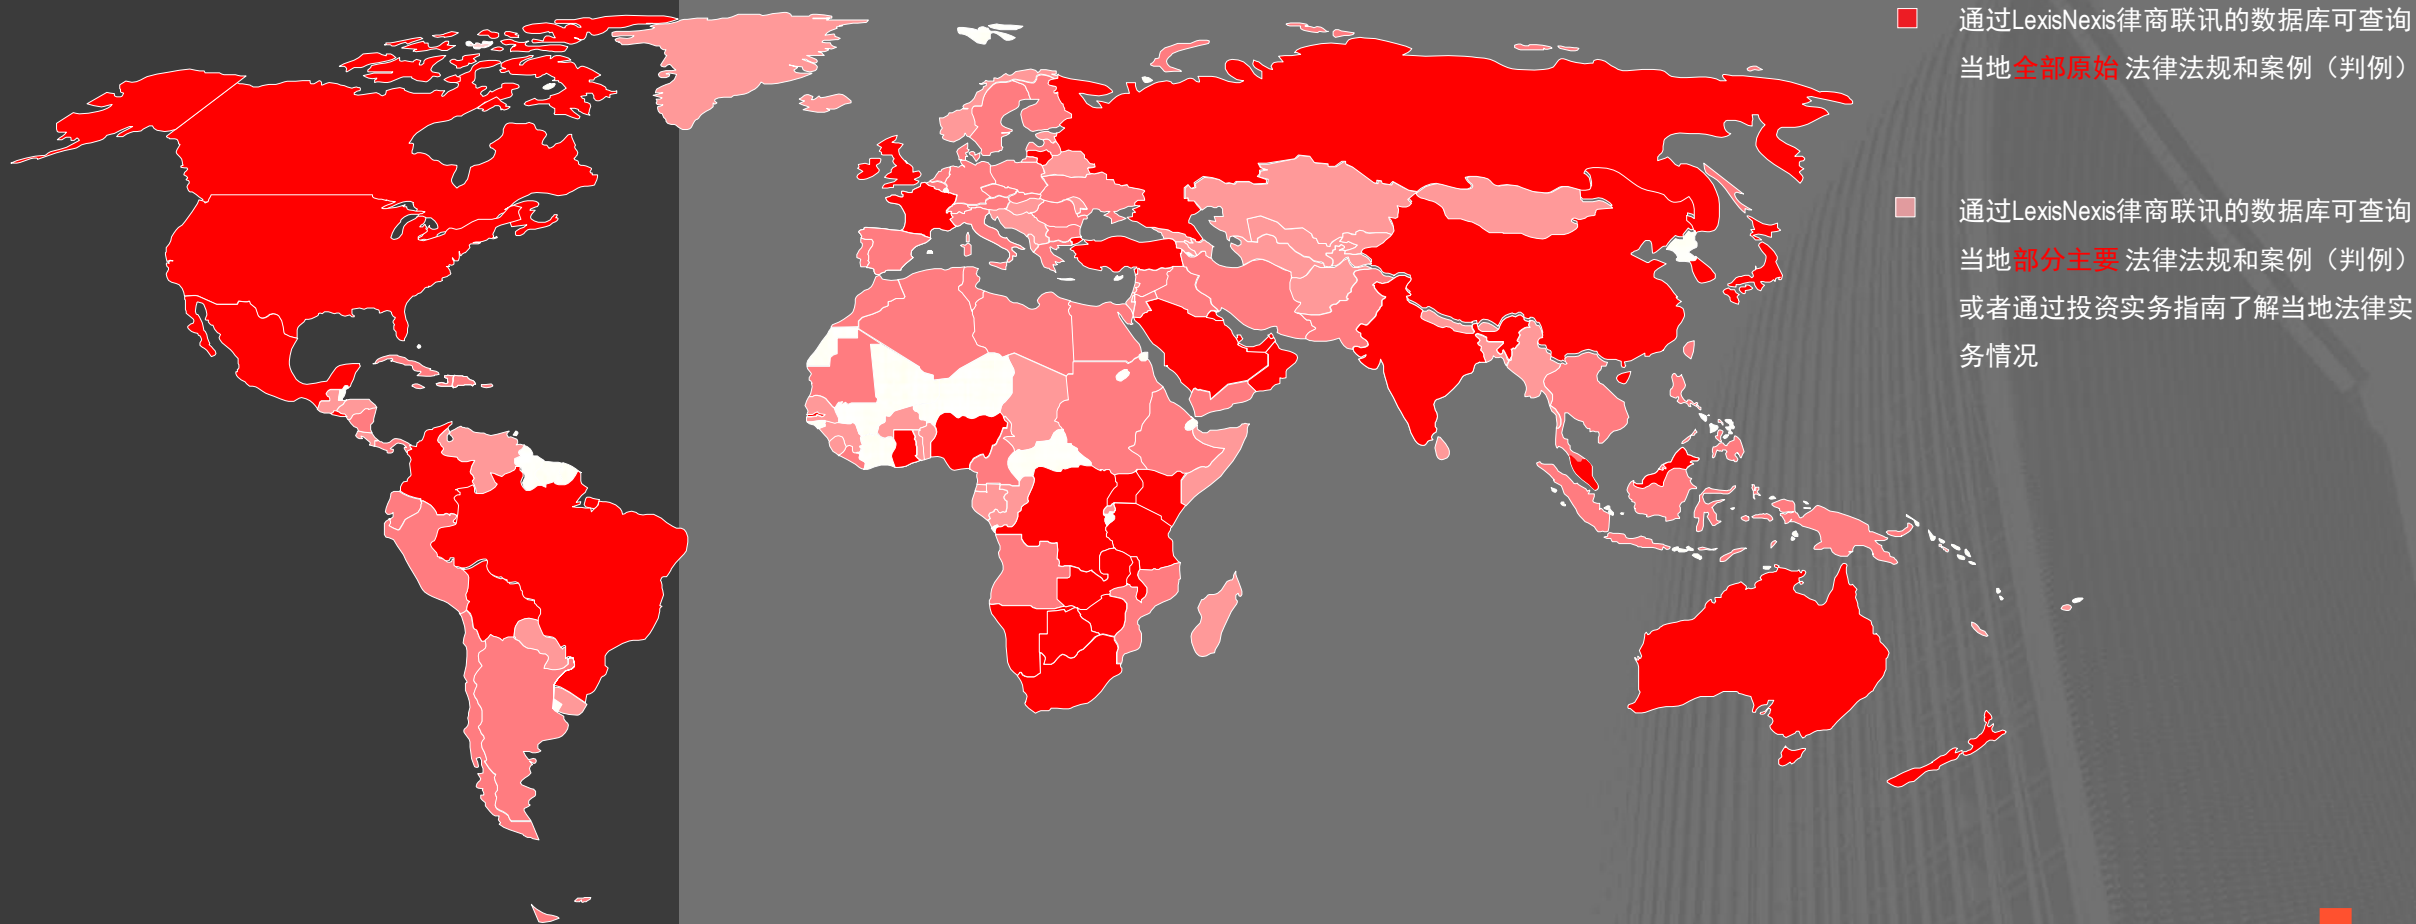 通过LexisNexis律商联讯的数据库可查询
当地全部原始 法律法规和案例（判例）
通过LexisNexis律商联讯的数据库可查询
当地部分主要 法律法规和案例（判例）
或者通过投资实务指南了解当地法律实
务情况